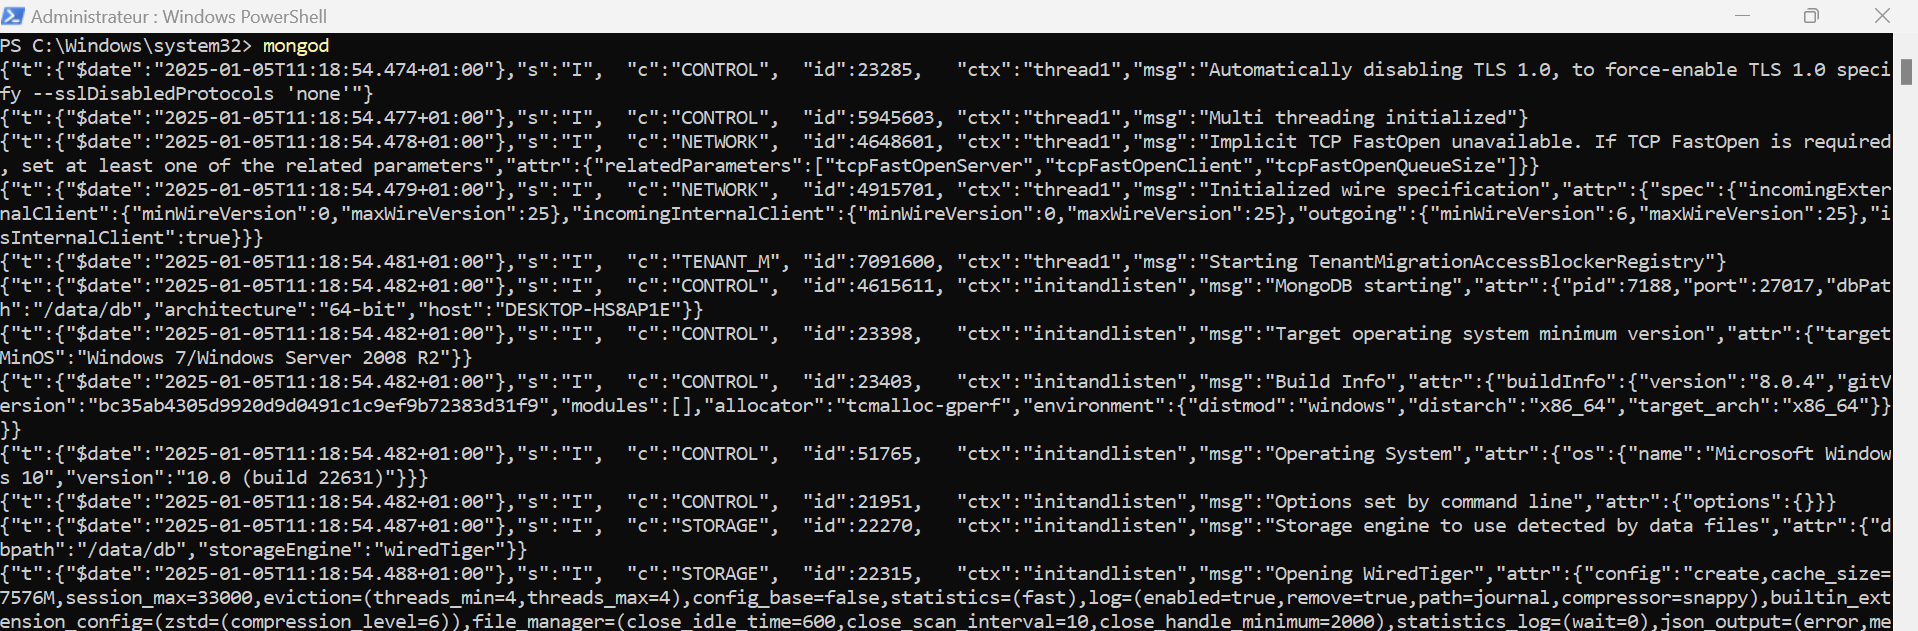 Administrateur : Windows PowerShell
PS C:\Windows\system32> mongod
{"t":{"$date":"2025-01-05T11:18:54.474+01:00"},"s":"I",  "c":"CONTROL",  "id":23285,   "ctx":"thread1","msg":"Automatically disabling TLS 1.0, to force-enable TLS 1.0 speci
fy --sslDisabledProtocols 'none'"}
{"t":{"$date":"2025-01-05T11:18:54.477+01:00"},"s":"I",  "c":"CONTROL",  "id":5945603, "ctx":"thread1","msg":"Multi threading initialized"}
{"t":{"$date":"2025-01-05T11:18:54.478+01:00"},"s":"I",  "c":"NETWORK",  "id":4648601, "ctx":"thread1","msg":"Implicit TCP FastOpen unavailable. If TCP FastOpen is required
, set at least one of the related parameters","attr":{"relatedParameters":["tcpFastOpenServer","tcpFastOpenClient","tcpFastOpenQueueSize"]}}
{"t":{"$date":"2025-01-05T11:18:54.479+01:00"},"s":"I",  "c":"NETWORK",  "id":4915701, "ctx":"thread1","msg":"Initialized wire specification","attr":{"spec":{"incomingExter
nalClient":{"minWireVersion":0,"maxWireVersion":25},"incomingInternalClient":{"minWireVersion":0,"maxWireVersion":25},"outgoing":{"minWireVersion":6,"maxWireVersion":25},"i
sInternalClient":true}}}
{"t":{"$date":"2025-01-05T11:18:54.481+01:00"},"s":"I",  "c":"TENANT_M", "id":7091600, "ctx":"thread1","msg":"Starting TenantMigrationAccessBlockerRegistry"}
{"t":{"$date":"2025-01-05T11:18:54.482+01:00"},"s":"I",  "c":"CONTROL",  "id":4615611, "ctx":"initandlisten","msg":"MongoDB starting","attr":{"pid":7188,"port":27017,"dbPat
h":"/data/db","architecture":"64-bit","host":"DESKTOP-HS8AP1E"}}
{"t":{"$date":"2025-01-05T11:18:54.482+01:00"},"s":"I",  "c":"CONTROL",  "id":23398,   "ctx":"initandlisten","msg":"Target operating system minimum version","attr":{"target
MinOS":"Windows 7/Windows Server 2008 R2"}}
{"t":{"$date":"2025-01-05T11:18:54.482+01:00"},"s":"I",  "c":"CONTROL",  "id":23403,   "ctx":"initandlisten","msg":"Build Info","attr":{"buildInfo":{"version":"8.0.4","gitV
ersion":"bc35ab4305d9920d9d0491c1c9ef9b72383d31f9","modules":[],"allocator":"tcmalloc-gperf","environment":{"distmod":"windows","distarch":"x86_64","target_arch":"x86_64"}}
}}
{"t":{"$date":"2025-01-05T11:18:54.482+01:00"},"s":"I",  "c":"CONTROL",  "id":51765,   "ctx":"initandlisten","msg":"Operating System","attr":{"os":{"name":"Microsoft Window
s 10","version":"10.0 (build 22631)"}}}
{"t":{"$date":"2025-01-05T11:18:54.482+01:00"},"s":"I",  "c":"CONTROL",  "id":21951,   "ctx":"initandlisten","msg":"Options set by command line","attr":{"options":{}}}
{"t":{"$date":"2025-01-05T11:18:54.487+01:00"},"s":"I",  "c":"STORAGE",  "id":22270,   "ctx":"initandlisten","msg":"Storage engine to use detected by data files","attr":{"d
bpath":"/data/db","storageEngine":"wiredTiger"}}
{"t":{"$date":"2025-01-05T11:18:54.488+01:00"},"s":"I",  "c":"STORAGE",  "id":22315,   "ctx":"initandlisten","msg":"Opening WiredTiger","attr":{"config":"create,cache_size=
7576M,session_max=33000,eviction=(threads_min=4,threads_max=4),config_base=false,statistics=(fast),log=(enabled=true,remove=true,path=journal,compressor=snappy),builtin_ext
ension_config=(zstd=(compression_level=6)),file_manager=(close_idle_time=600,close_scan_interval=10,close_handle_minimum=2000),statistics_log=(wait=0),json_output=(error,me